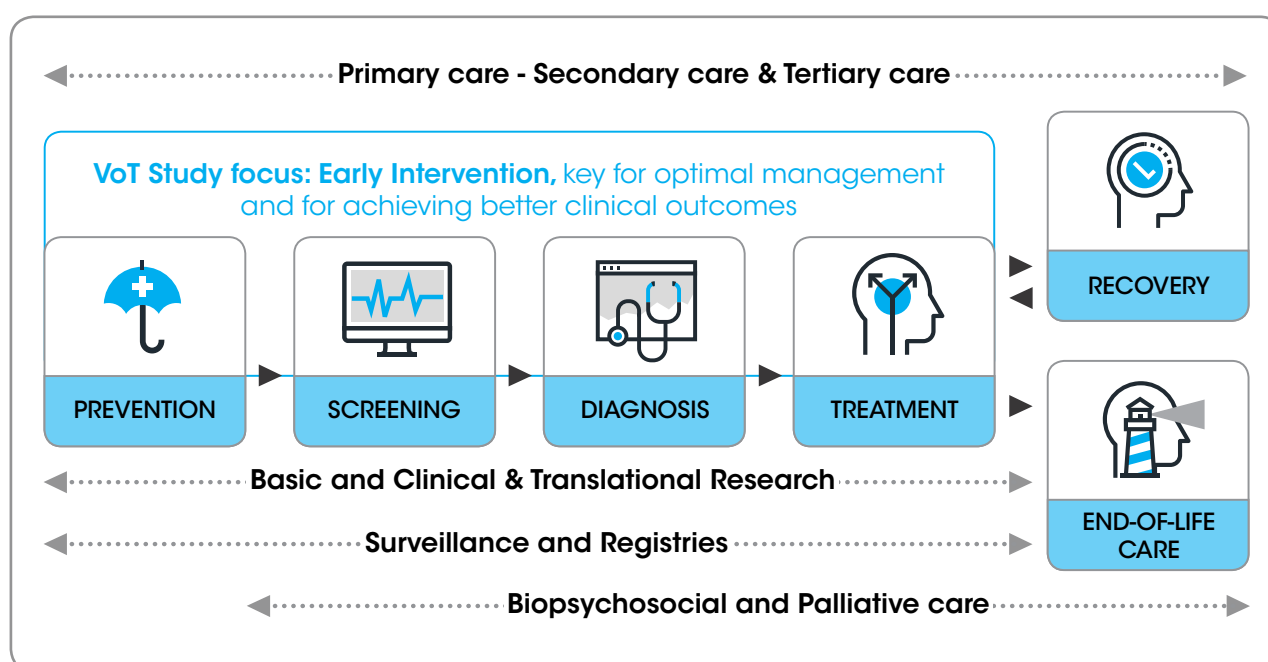 Primary care - Secondary care & Tertiary care
VoT Study focus: Early Intervention, key for optimal management
and for achieving better clinical outcomes
PREVENTION
SCREENING
DIAGNOSIS
TREATMENT
RECOVERY
END-OF-LIFE
CARE
Basic and Clinical & Translational Research
Surveillance and Registries
Biopsychosocial and Palliative care